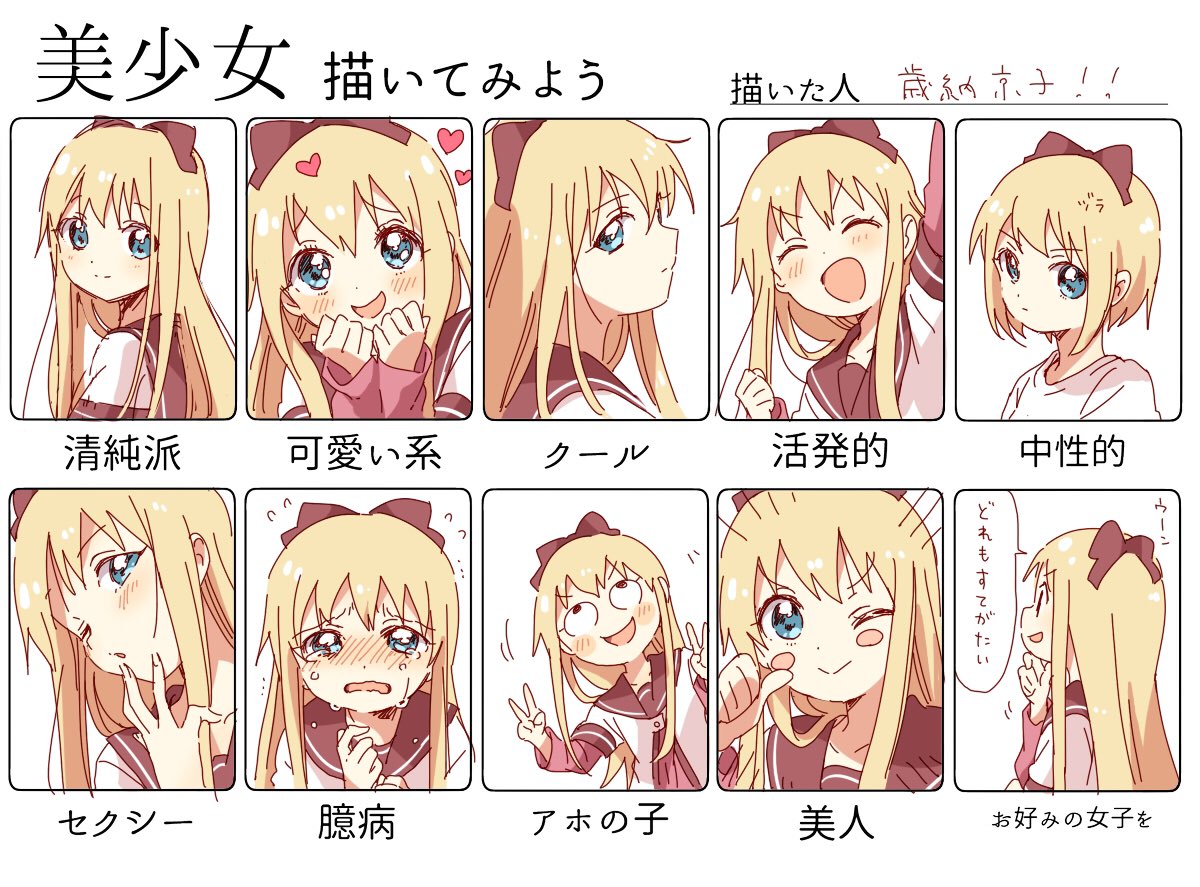 美少女 描いてみよう
描いた人 歳納京子!!
ヅラ
清純派
可愛い系
クール
活発的
中性的
ウーン
どれもすてがたい
セクシー
臆病
アホの子
美人
お好みの女子を